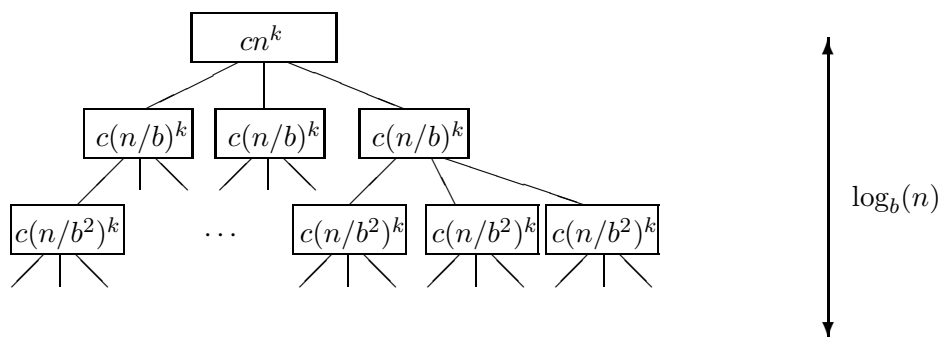 cn^k
c(n/b)^k c(n/b)^k c(n/b)^k
log_b(n)
c(n/b^2)^k ... c(n/b^2)^k c(n/b^2)^k c(n/b^2)^k